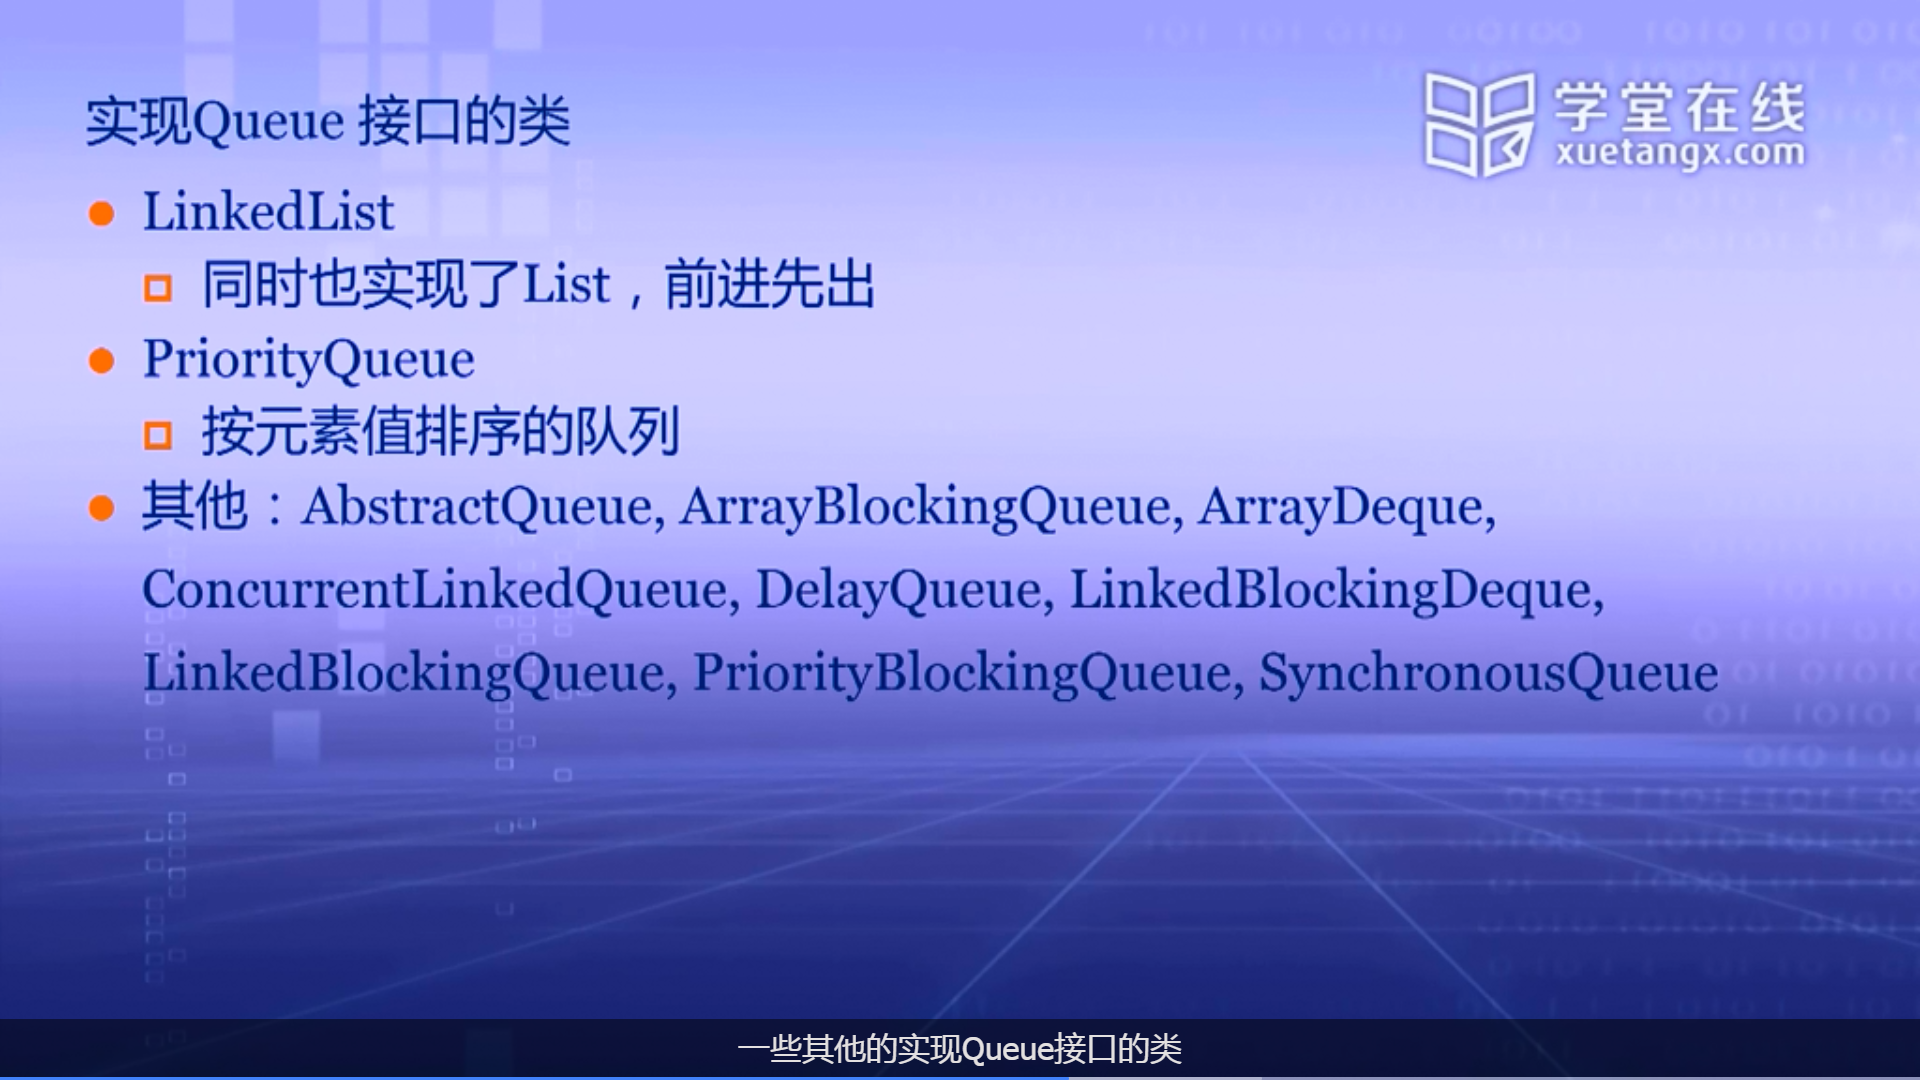 学堂在线
xuetangx.com
实现Queue 接口的类
LinkedList
同时也实现了List，前进先出
PriorityQueue
按元素值排序的队列
其他：AbstractQueue, ArrayBlockingQueue, ArrayDeque,
ConcurrentLinkedQueue, DelayQueue, LinkedBlockingDeque,
LinkedBlockingQueue, PriorityBlockingQueue, SynchronousQueue
一些其他的实现Queue接口的类